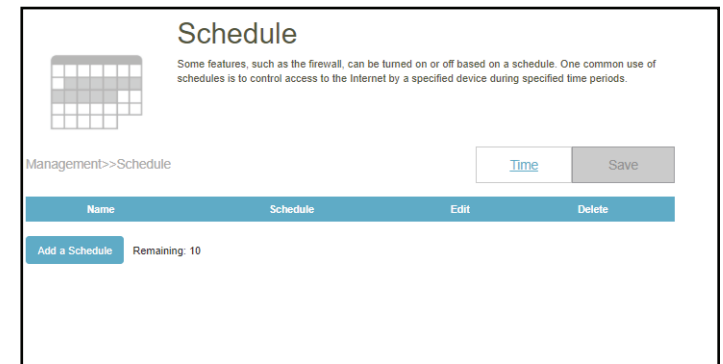 Schedule
Some features, such as the firewall, can be turned on or off based on a schedule. One common use of
schedules is to control access to the Internet by a specified device during specified time periods.
Management>>Schedule
Time
Save
Name Schedule Edit Delete
Add a Schedule Remaining: 10